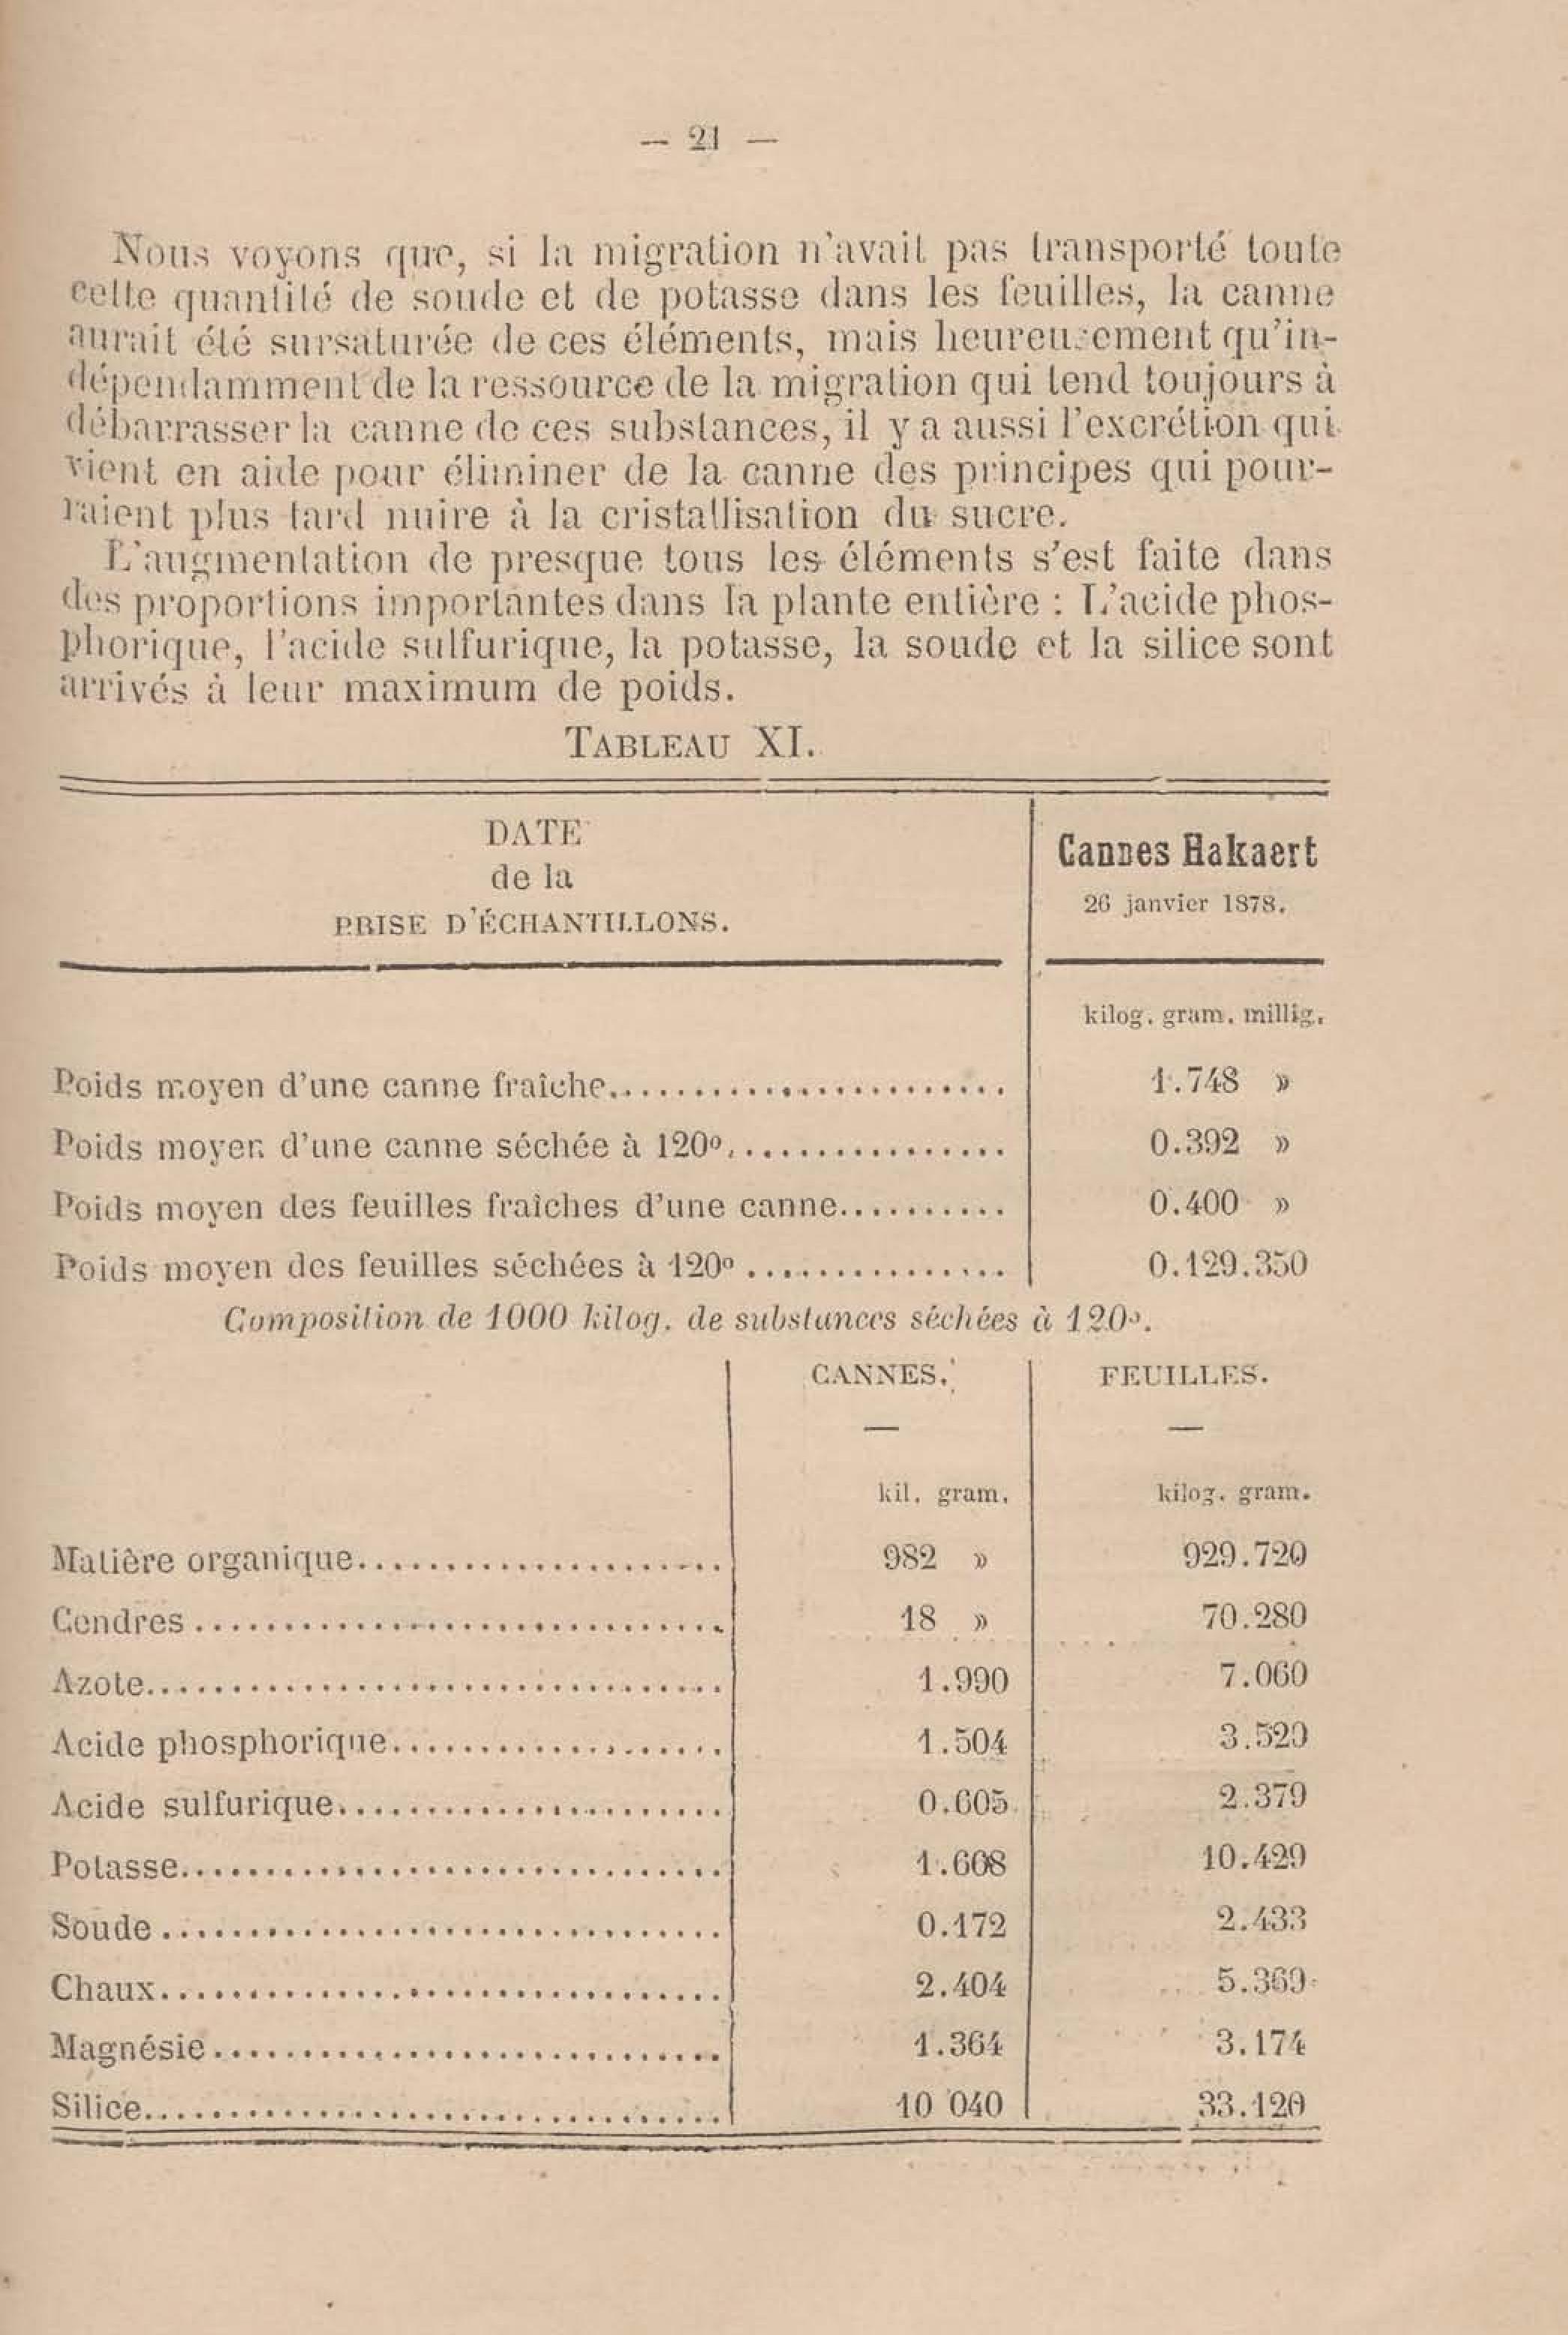 — 21 —
Nous voyons que, si la migration n'avait pas transporté toute
cette quantité de soude et de potasse dans les feuilles, la canne
aurait été sursaturée de ces éléments, mais heureusement qu'in-
dépendamment de la ressource de la migration qui tend toujours à
débarrasser la canne de ces substances, il y a aussi l'excrétion qui
vient en aide pour éliminer de la canne des principes qui pour-
raient plus tard nuire à la cristallisation du sucre.
L'augmentation de presque tous les éléments s'est faite dans
des proportions importantes dans la plante entière : L'acide phos-
phorique, l'acide sulfurique, la potasse, la soude et la silice sont
arrivés à leur maximum de poids.
TABLEAU XI.
DATE
de la
PRISE D'ÉCHANTILLONS.
Cannes Hakaert
26 janvier 1878.
kilog. gram. millig.
Poids moyen d'une canne fraîche........................ 1.748 »
Poids moyen d'une canne séchée à 120o................ 0.392 »
Poids moyen des feuilles fraîches d'une canne.......... 0.400 »
Poids moyen des feuilles séchées à 120o ............... 0.129.350
Composition de 1000 kilog. de substances séchées à 120o.
CANNES. FEUILLES.
kil. gram. kilog. gram.
Matière organique..................... 982 » 929.720
Cendres .............................. 18 » 70.280
Azote................................. 1.990 7.060
Acide phosphorique................... 1.504 3.520
Acide sulfurique...................... 0.605 2.379
Potasse............................... 1.608 10.429
Soude ................................ 0.172 2.433
Chaux................................ 2.404 5.369
Magnésie ............................. 1.364 3.174
Silice................................. 10 040 33.120